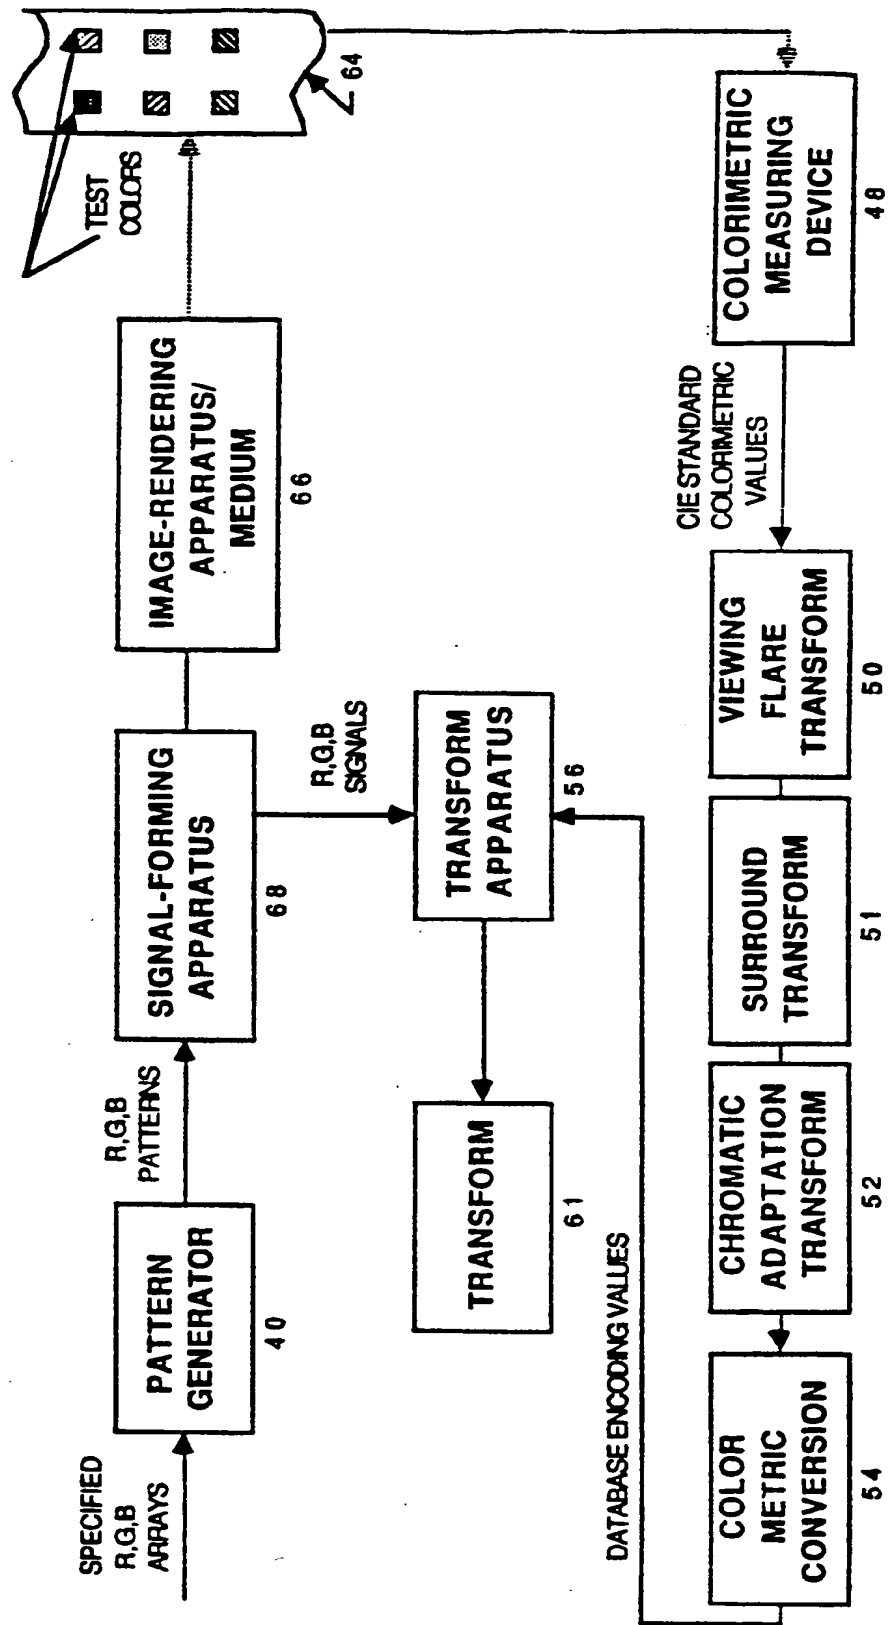 SPECIFIED
R,G,B
ARRAYS
PATTERN
GENERATOR
40
R,G,B
PATTERNS
SIGNAL-FORMING
APPARATUS
68
IMAGE-RENDERING
APPARATUS/
MEDIUM
66
TEST
COLORS
64
R,G,B
SIGNALS
TRANSFORM
APPARATUS
56
TRANSFORM
61
DATABASE ENCODING VALUES
COLORIMETRIC
MEASURING
DEVICE
48
CIE STANDARD
COLORIMETRIC
VALUES
VIEWING
FLARE
TRANSFORM
50
SURROUND
TRANSFORM
51
CHROMATIC
ADAPTATION
TRANSFORM
52
COLOR
METRIC
CONVERSION
54